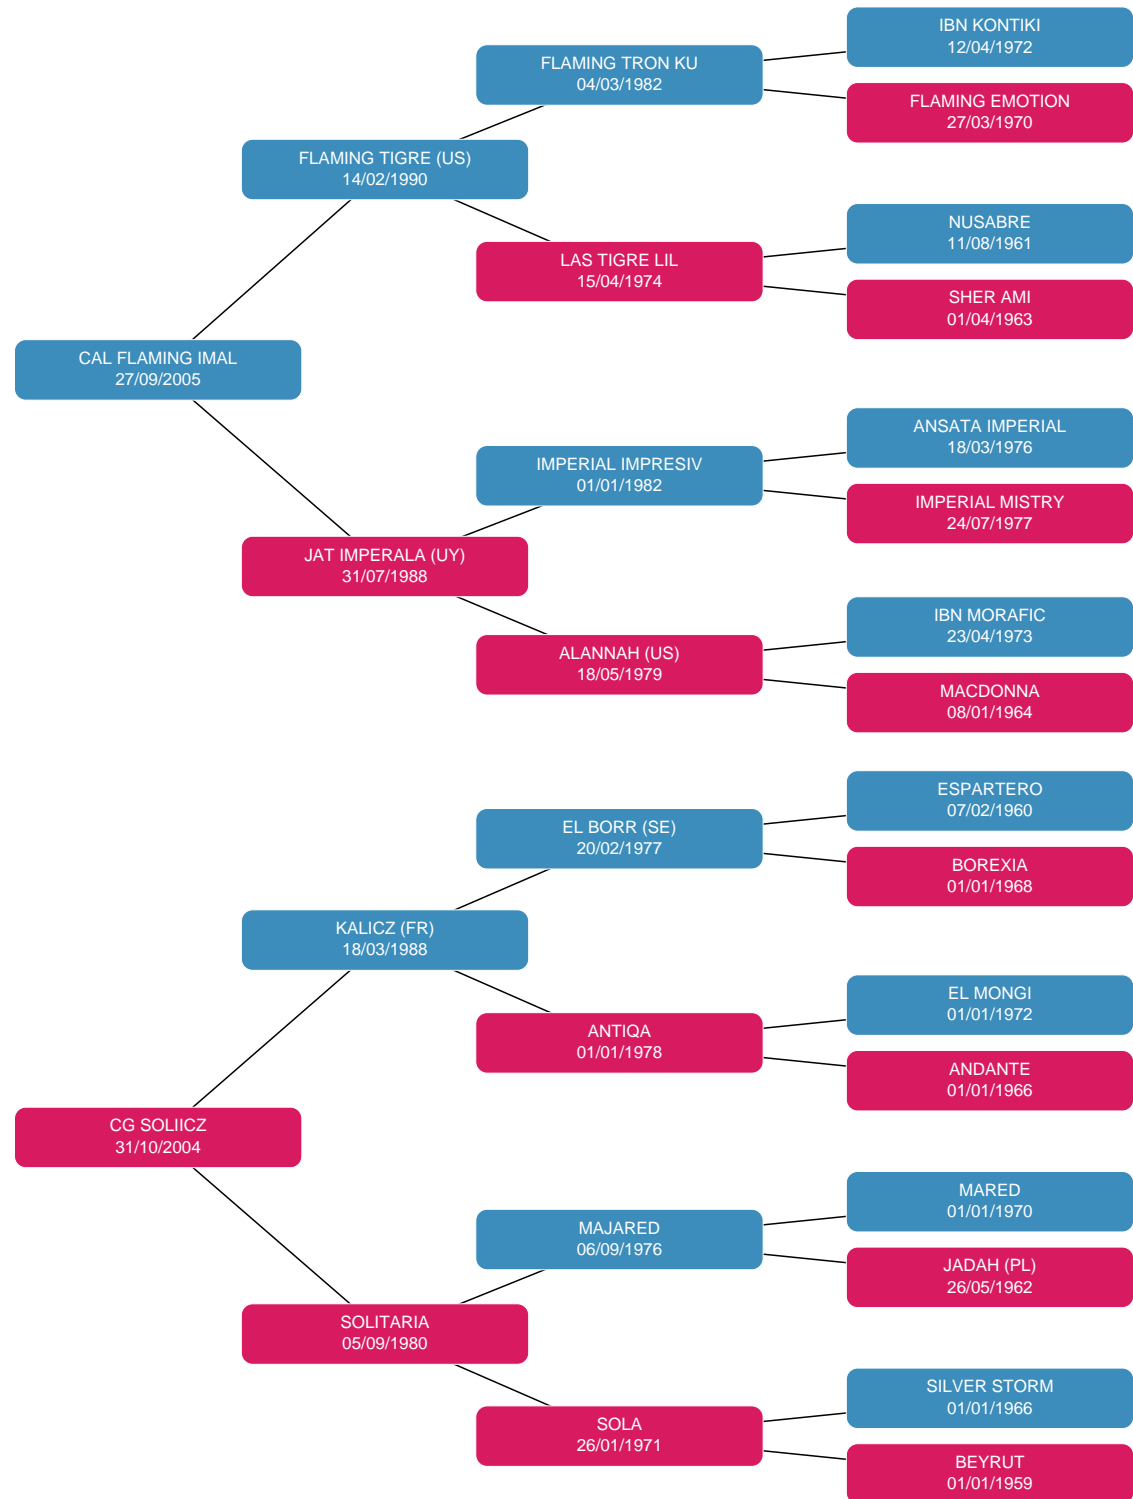 IBN KONTIKI
12/04/1972
FLAMING TRON KU
04/03/1982
FLAMING EMOTION
27/03/1970
FLAMING TIGRE (US)
14/02/1990
NUSABRE
11/08/1961
LAS TIGRE LIL
15/04/1974
SHER AMI
01/04/1963
CAL FLAMING IMAL
27/09/2005
ANSATA IMPERIAL
18/03/1976
IMPERIAL IMPRESIV
01/01/1982
IMPERIAL MISTRY
24/07/1977
JAT IMPERALA (UY)
31/07/1988
IBN MORAFIC
23/04/1973
ALANNAH (US)
18/05/1979
MACDONNA
08/01/1964
ESPARTERO
07/02/1960
EL BORR (SE)
20/02/1977
BOREXIA
01/01/1968
KALICZ (FR)
18/03/1988
EL MONGI
01/01/1972
ANTIQA
01/01/1978
ANDANTE
01/01/1966
CG SOLIICZ
31/10/2004
MARED
01/01/1970
MAJARED
06/09/1976
JADAH (PL)
26/05/1962
SOLITARIA
05/09/1980
SILVER STORM
01/01/1966
SOLA
26/01/1971
BEYRUT
01/01/1959